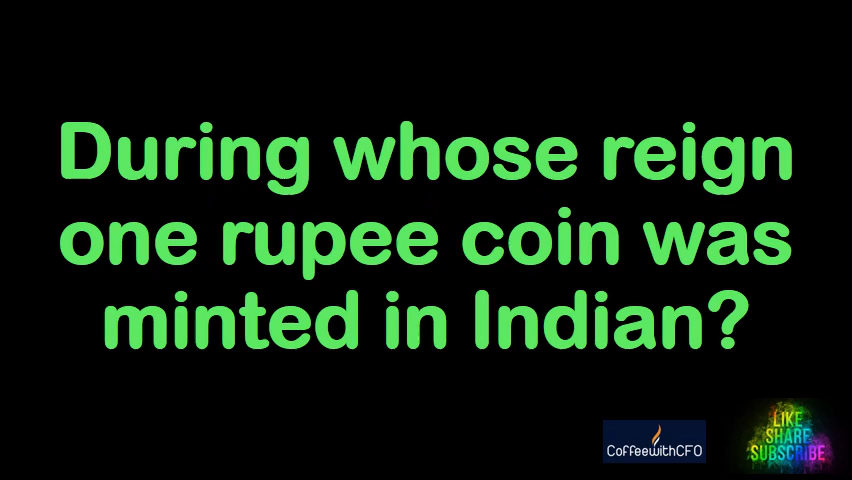 During whose reign
one rupee coin was
minted in Indian?
CoffeewithCFO
LIKE
SHARE
SUBSCRIBE